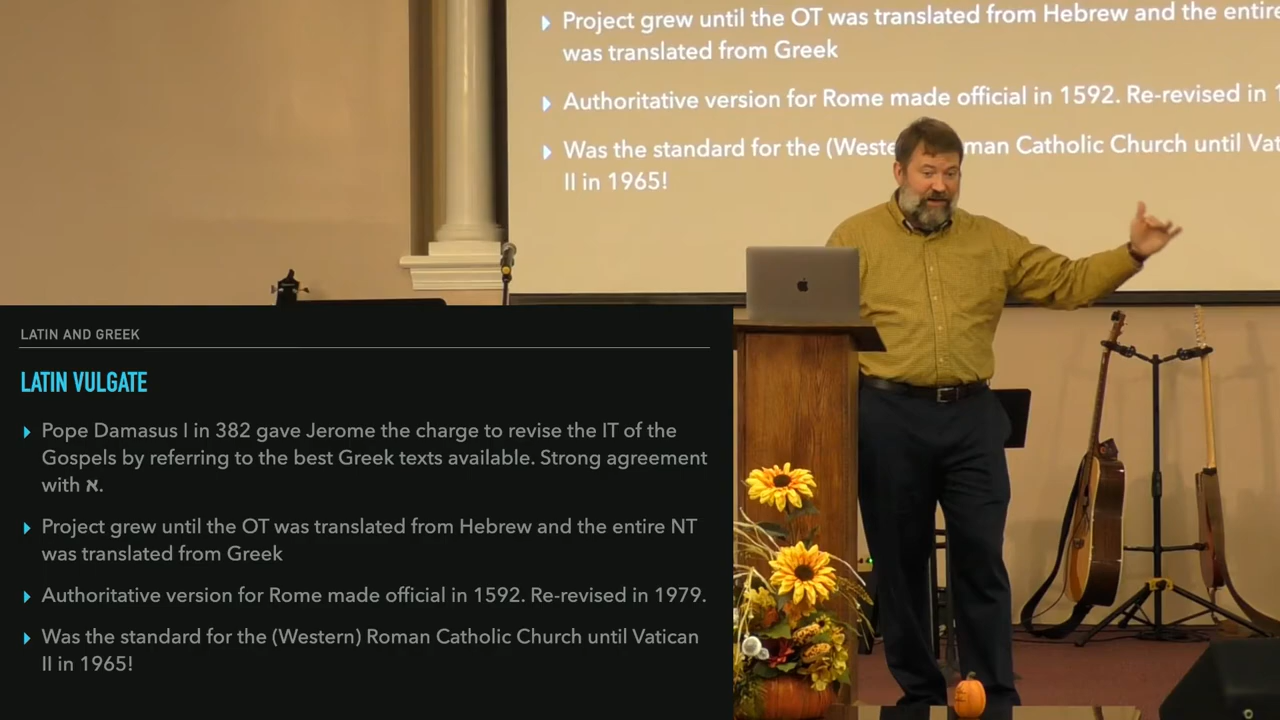 Project grew until the OT was translated from Hebrew and the entire
was translated from Greek
Authoritative version for Rome made official in 1592. Re-revised in
Was the standard for the (Weste man Catholic Church until Vat
II in 1965!
LATIN AND GREEK
LATIN VULGATE
Pope Damasus I in 382 gave Jerome the charge to revise the IT of the
Gospels by referring to the best Greek texts available. Strong agreement
with א.
Project grew until the OT was translated from Hebrew and the entire NT
was translated from Greek
Authoritative version for Rome made official in 1592. Re-revised in 1979.
Was the standard for the (Western) Roman Catholic Church until Vatican
II in 1965!